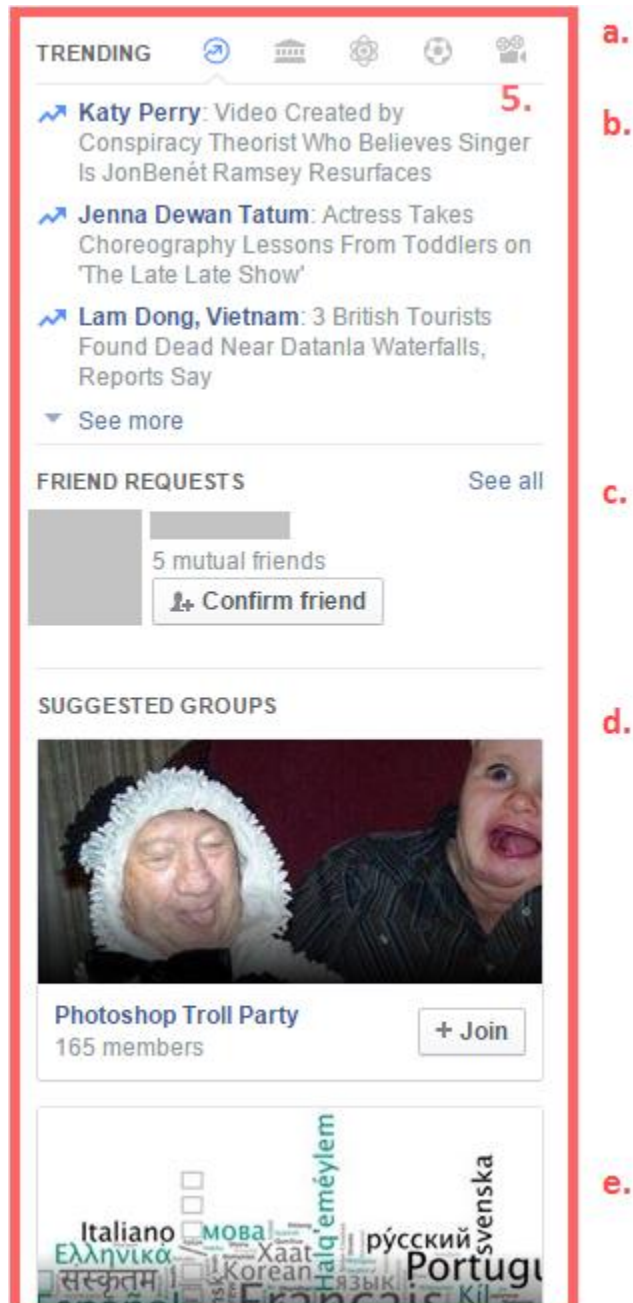 a.
TRENDING
5.
b.
Katy Perry: Video Created by
Conspiracy Theorist Who Believes Singer
Is JonBenét Ramsey Resurfaces
Jenna Dewan Tatum: Actress Takes
Choreography Lessons From Toddlers on
'The Late Late Show'
Lam Dong, Vietnam: 3 British Tourists
Found Dead Near Datanla Waterfalls,
Reports Say
See more
FRIEND REQUESTS See all
c.
5 mutual friends
Confirm friend
SUGGESTED GROUPS
d.
Photoshop Troll Party
+ Join
165 members
Halq'eméylem
svenska
e.
Italiano мова русский
Ελληνικά Xaat
संस्कृतम् Korean язык Portugu
Français Kil